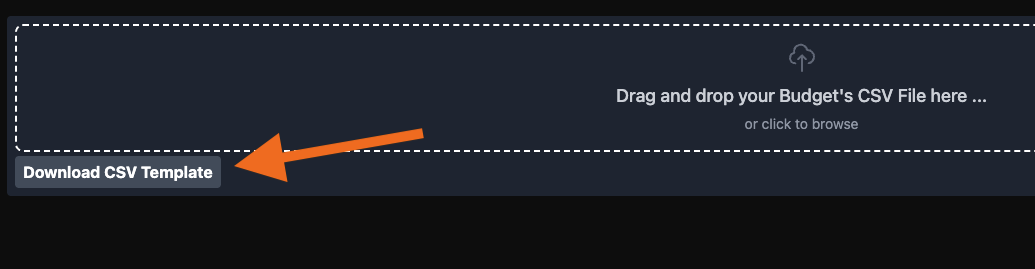 Drag and drop your Budget's CSV File here ...
or click to browse
Download CSV Template